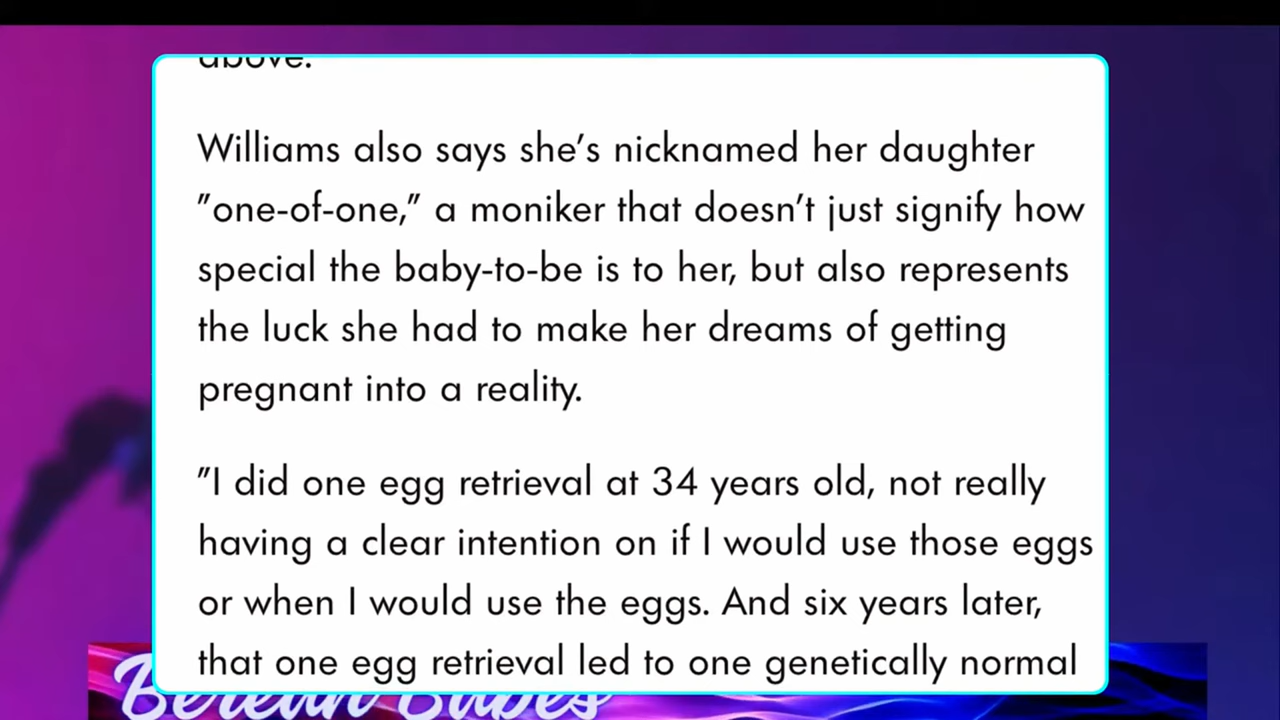 above.
Williams also says she’s nicknamed her daughter
”one-of-one,” a moniker that doesn’t just signify how
special the baby-to-be is to her, but also represents
the luck she had to make her dreams of getting
pregnant into a reality.
”I did one egg retrieval at 34 years old, not really
having a clear intention on if I would use those eggs
or when I would use the eggs. And six years later,
that one egg retrieval led to one genetically normal
Berean Babes